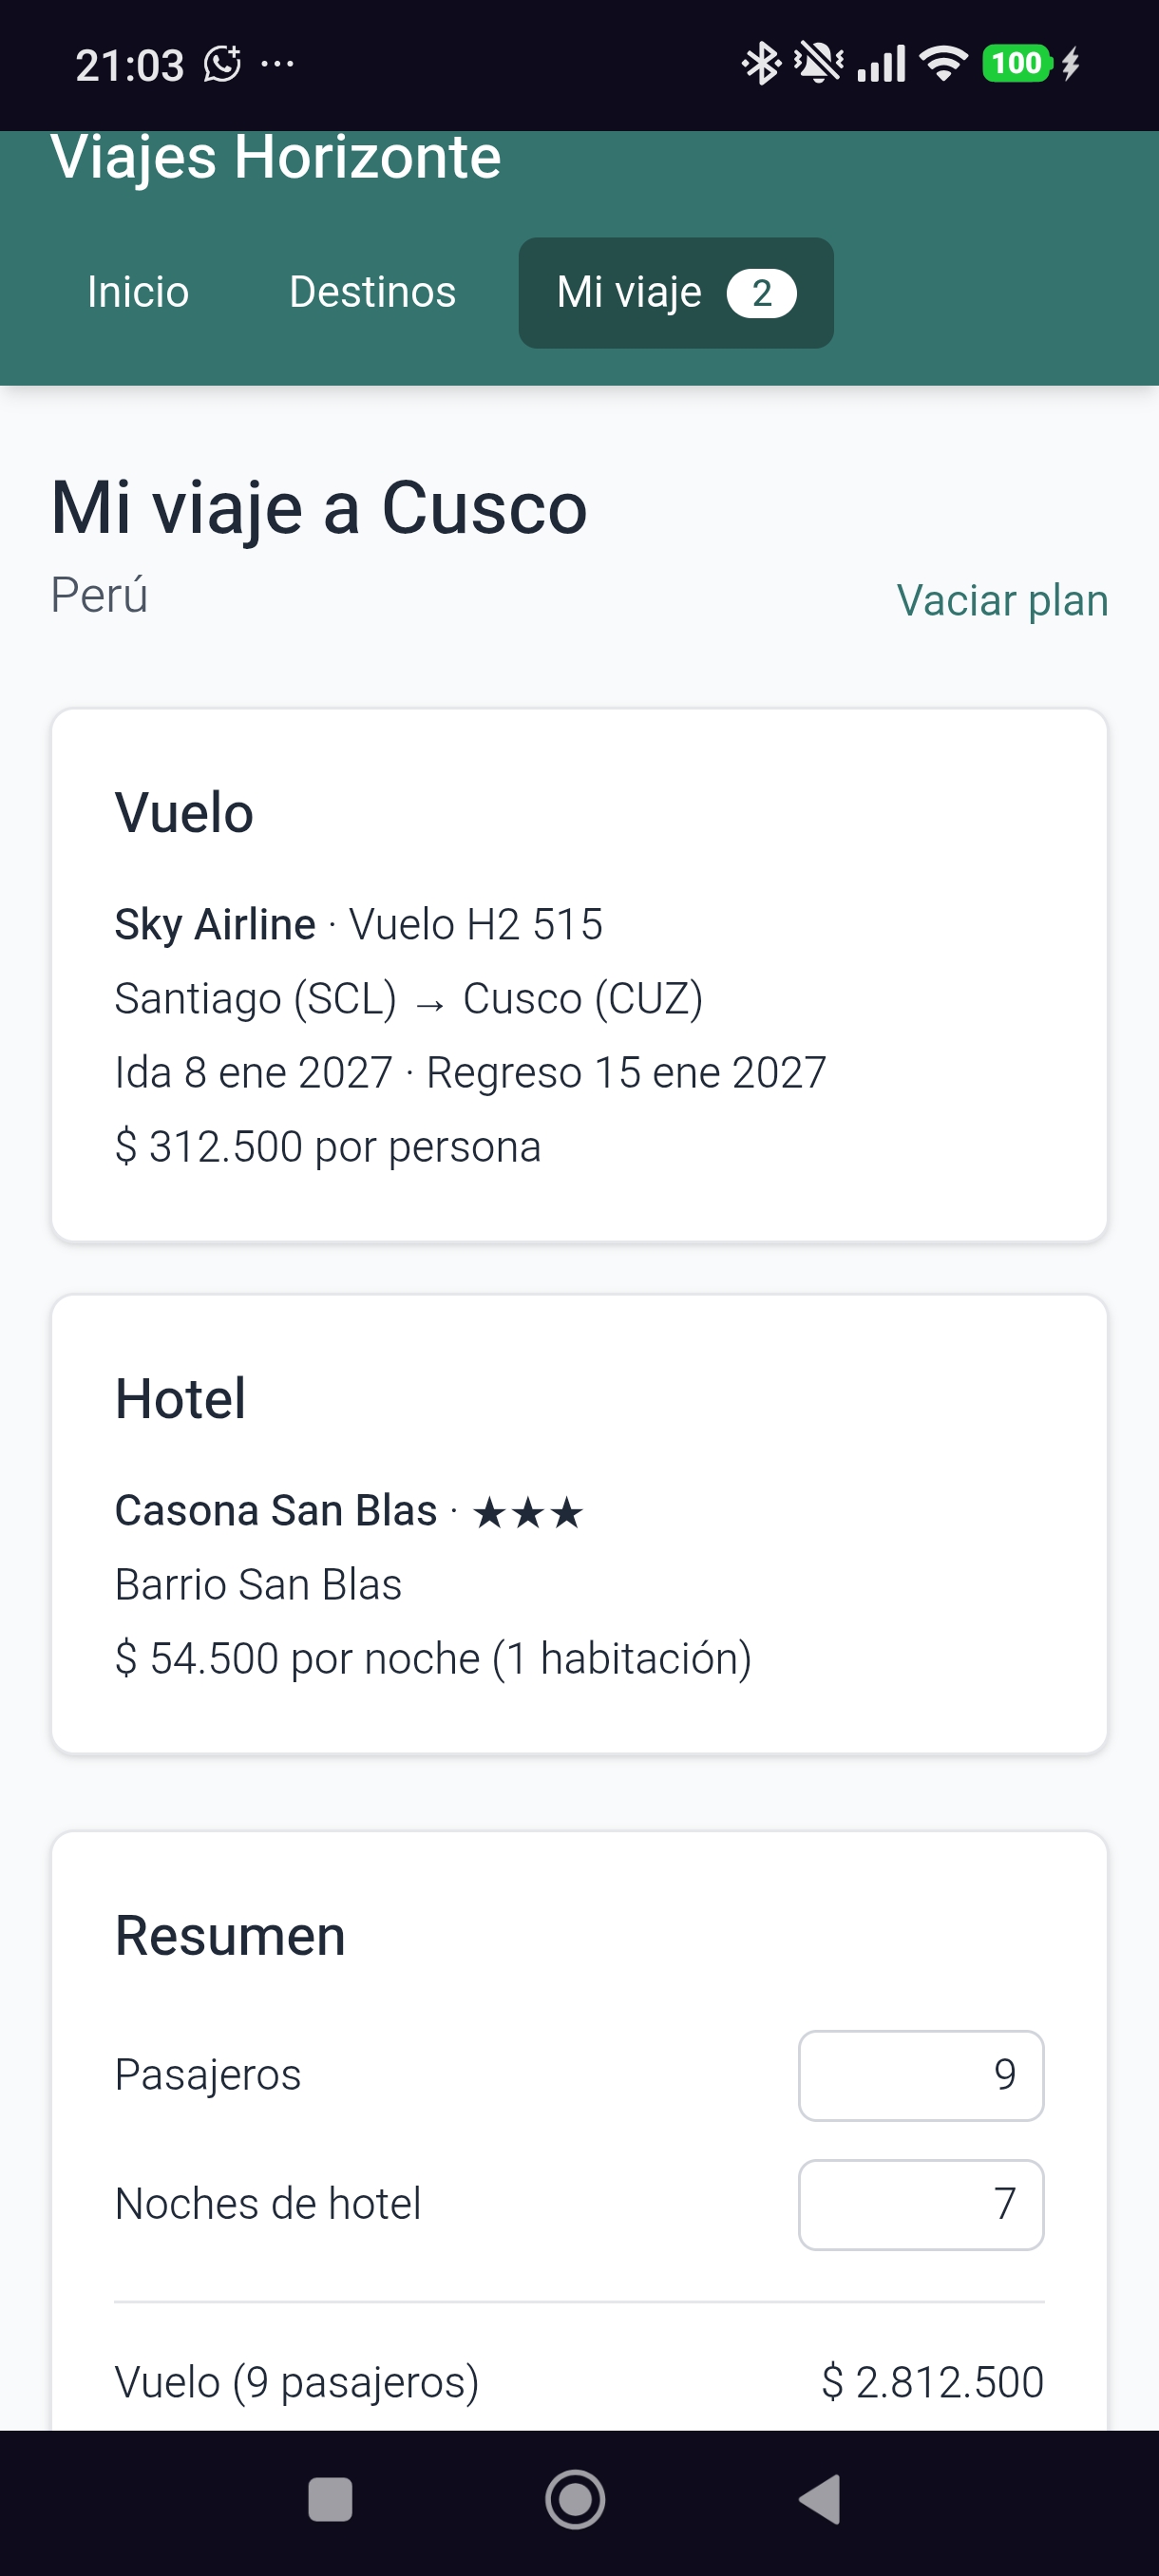 21:03
100
Viajes Horizonte
Inicio Destinos Mi viaje 2
Mi viaje a Cusco
Perú
Vaciar plan
Vuelo
Sky Airline · Vuelo H2 515
Santiago (SCL) → Cusco (CUZ)
Ida 8 ene 2027 · Regreso 15 ene 2027
$ 312.500 por persona
Hotel
Casona San Blas · ★★★
Barrio San Blas
$ 54.500 por noche (1 habitación)
Resumen
Pasajeros 9
Noches de hotel 7
Vuelo (9 pasajeros) $ 2.812.500